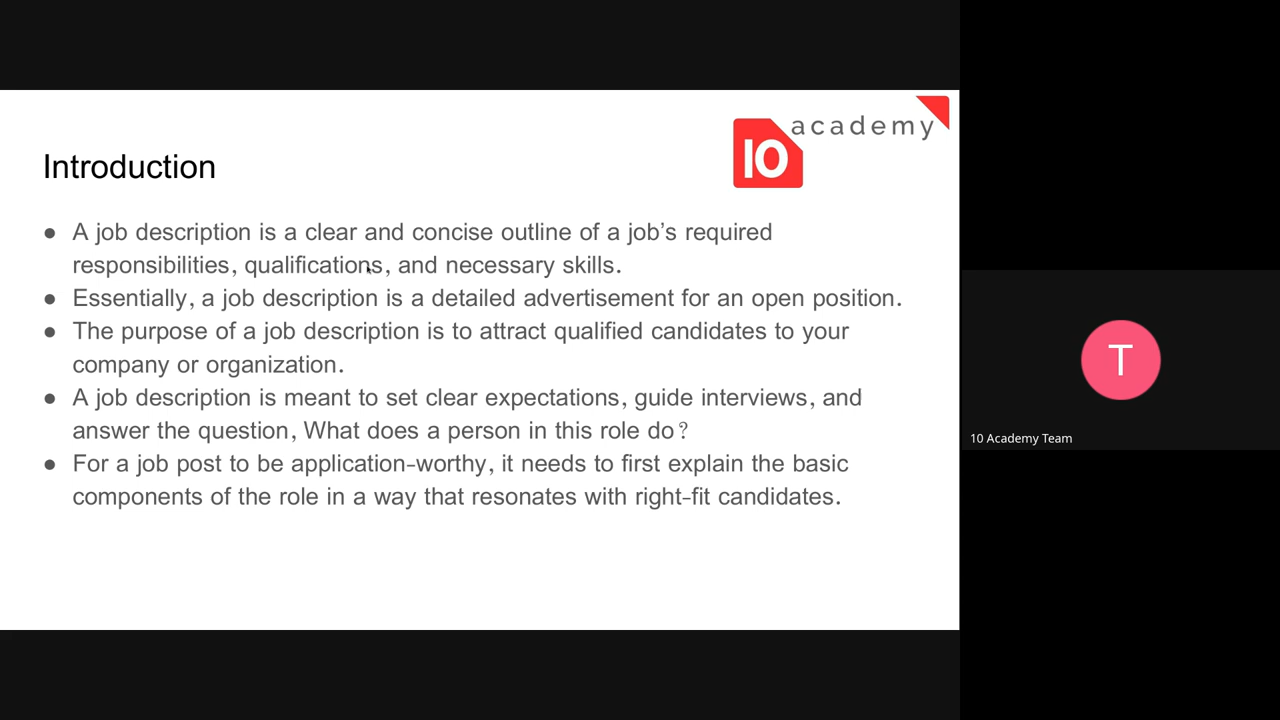 academy
10
Introduction
● A job description is a clear and concise outline of a job's required
responsibilities, qualifications, and necessary skills.
● Essentially, a job description is a detailed advertisement for an open position.
● The purpose of a job description is to attract qualified candidates to your
company or organization.
● A job description is meant to set clear expectations, guide interviews, and
answer the question, What does a person in this role do?
● For a job post to be application-worthy, it needs to first explain the basic
components of the role in a way that resonates with right-fit candidates.
T
10 Academy Team